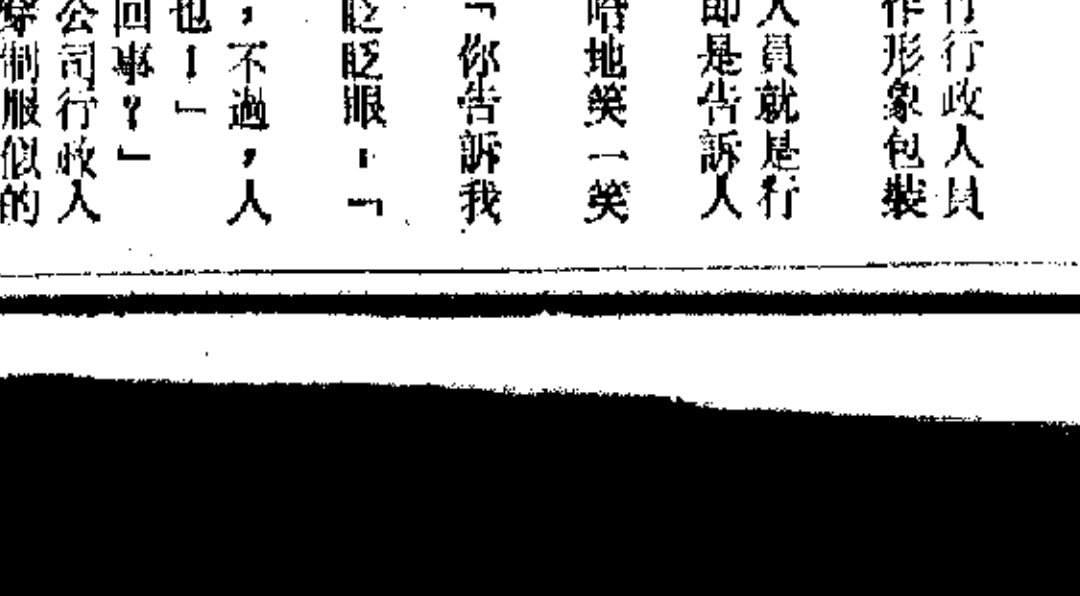 行政人員
形象包裝
人員就是行
是告訴人
地笑一笑
「你告訴我
眨眼:「
,不過,人
也!」
回事?」
公司行政人
制服似的